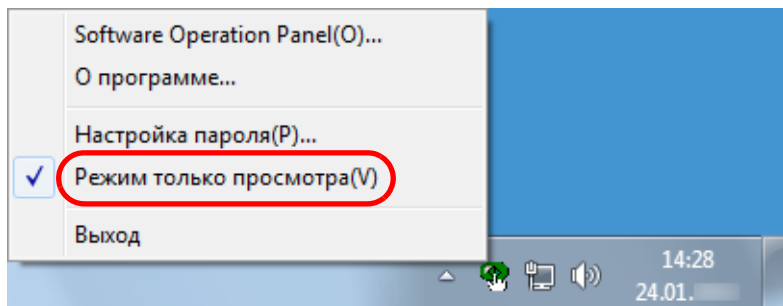 Software Operation Panel(O)...
О программе...
Настройка пароля(P)...
Режим только просмотра(V)
Выход
14:28
24.01.